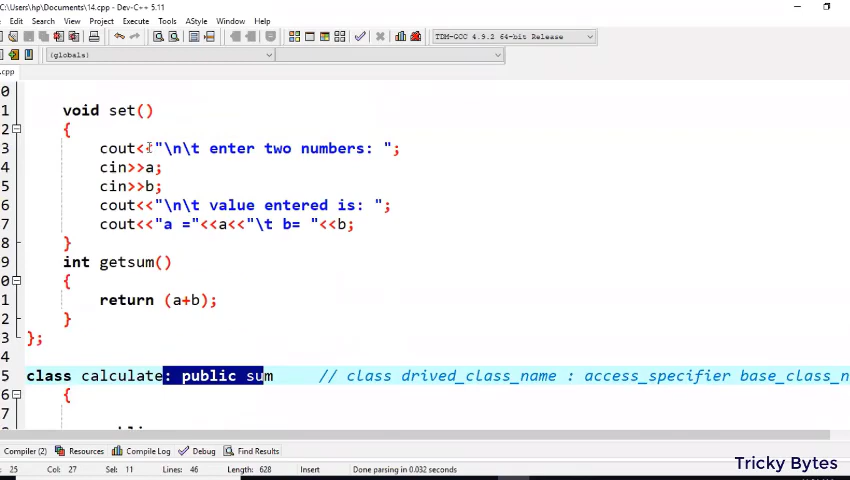 C:\Users\hp\Documents\14.cpp - Dev-C++ 5.11
Edit Search View Project Execute Tools AStyle Window Help
TDM-GCC 4.9.2 64-bit Release
(globals)
.cpp
0
1 void set()
2 {
3 cout<<"\n\t enter two numbers: ";
4 cin>>a;
5 cin>>b;
6 cout<<"\n\t value entered is: ";
7 cout<<"a ="<<a<<"\t b= "<<b;
8 }
9 int getsum()
0 {
1 return (a+b);
2 }
3 };
4
5 class calculate: public sum // class drived_class_name : access_specifier base_class_n
6 {
7
Compiler (2) Resources Compile Log Debug Find Results
25 Col: 27 Sel: 11 Lines: 46 Length: 628 Insert Done parsing in 0.032 seconds
Tricky Bytes